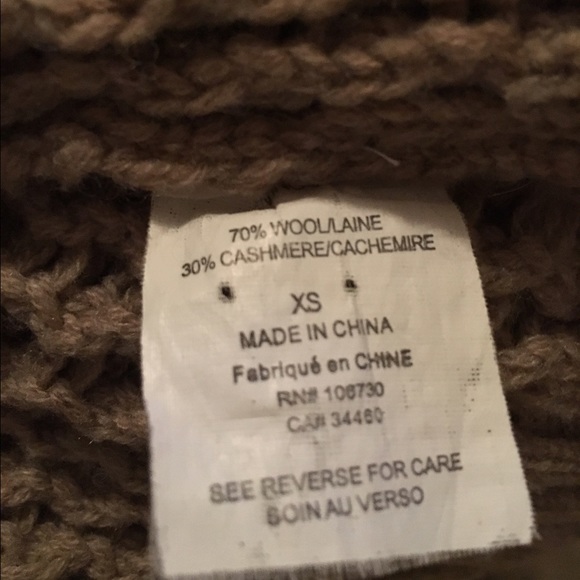 70% WOOL/LAINE
30% CASHMERE/CACHEMIRE
XS
MADE IN CHINA
Fabriqué en CHINE
RN# 106730
CA# 34460
SEE REVERSE FOR CARE
SOIN AU VERSO